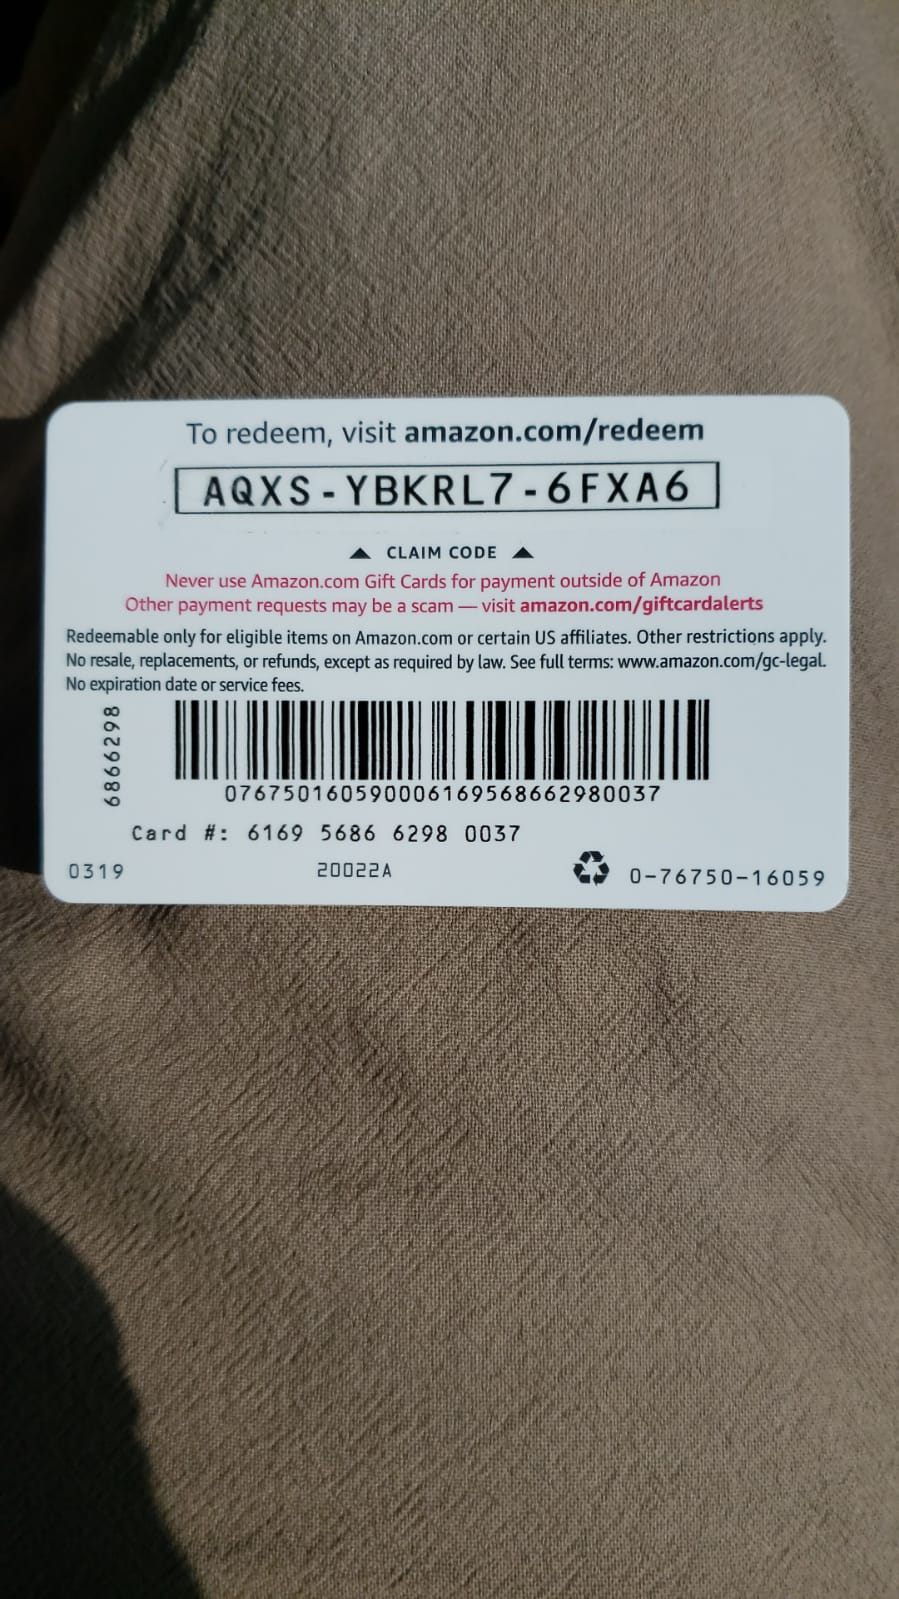 To redeem, visit amazon.com/redeem
AQXS-YBKRL7-6FXA6
▲ CLAIM CODE ▲
Never use Amazon.com Gift Cards for payment outside of Amazon
Other payment requests may be a scam — visit amazon.com/giftcardalerts
Redeemable only for eligible items on Amazon.com or certain US affiliates. Other restrictions apply.
No resale, replacements, or refunds, except as required by law. See full terms: www.amazon.com/gc-legal.
No expiration date or service fees.
6866298
076750160590006169568662980037
Card #: 6169 5686 6298 0037
0319 20022A 0-76750-16059